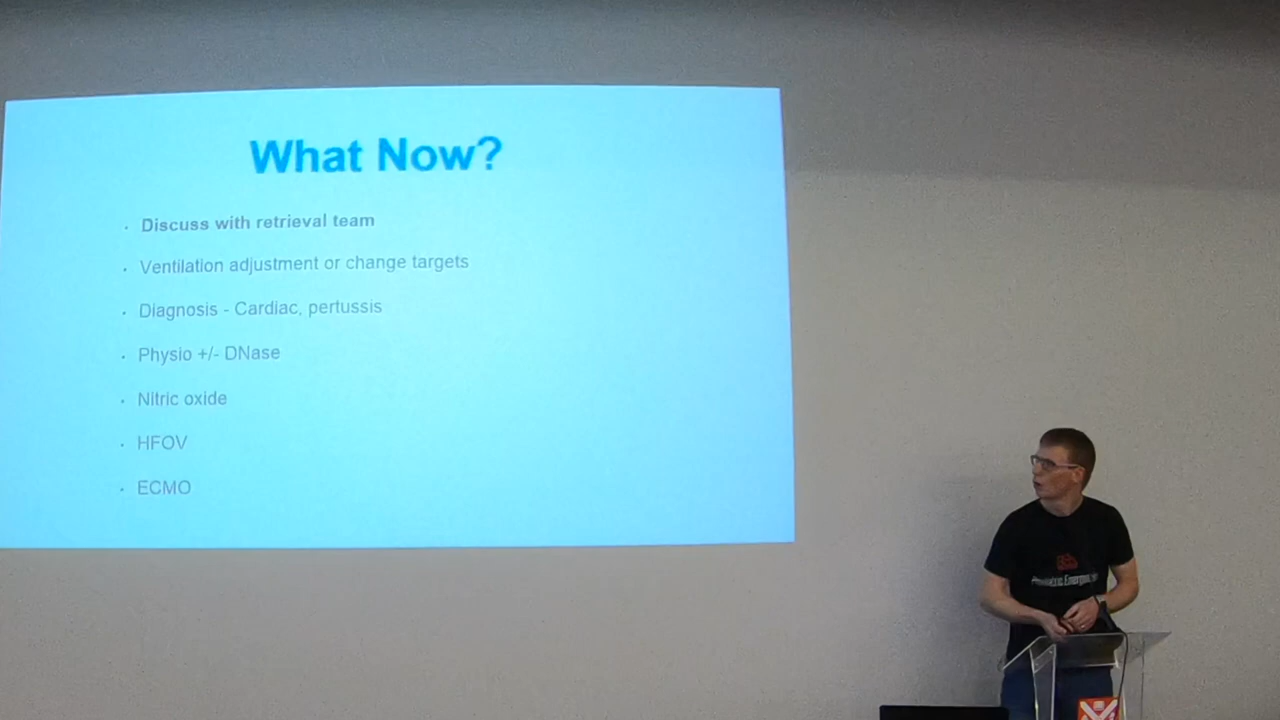 What Now?
· Discuss with retrieval team
· Ventilation adjustment or change targets
· Diagnosis - Cardiac, pertussis
· Physio +/- DNase
· Nitric oxide
· HFOV
· ECMO